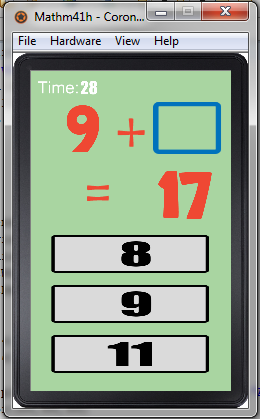 Mathm41h - Coron...
File Hardware View Help
Time:28
9 +
= 17
8
9
11